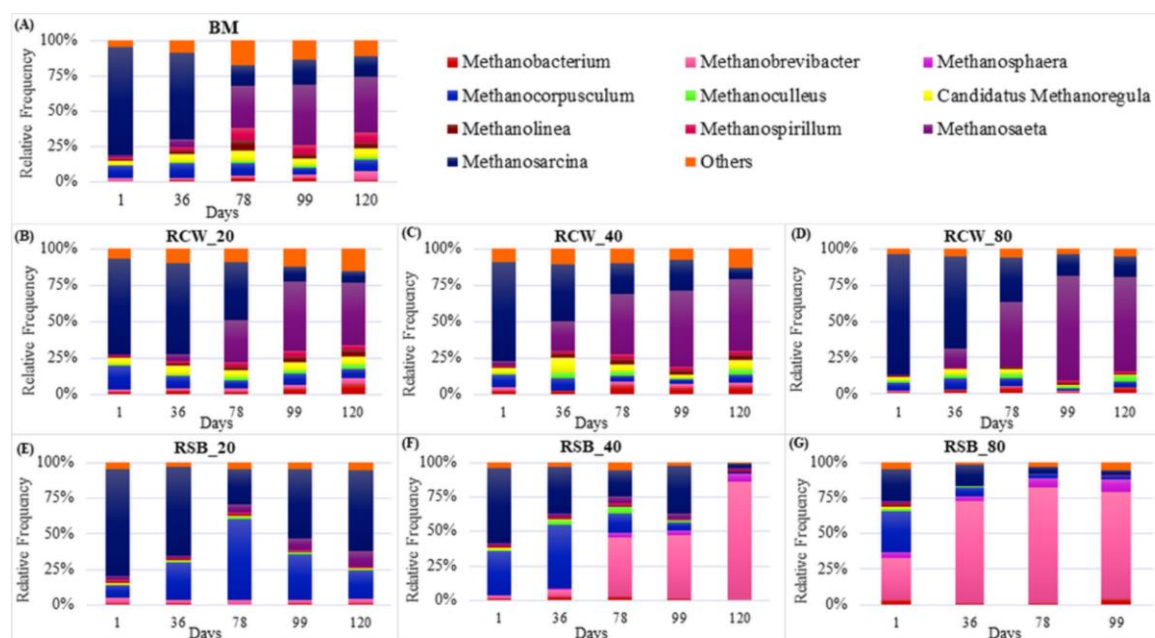 (A) BM
Relative Frequency
100%
75%
50%
25%
0%
1 36 78 99 120
Days
Methanobacterium Methanobrevibacter Methanosphaera
Methanocorpusculum Methanoculleus Candidatus Methanoregula
Methanolinea Methanospirillum Methanosaeta
Methanosarcina Others
(B) RCW_20
Relative Frequency
100%
75%
50%
25%
0%
1 36 78 99 120
Days
(C) RCW_40
Relative Frequency
100%
75%
50%
25%
0%
1 36 78 99 120
Days
(D) RCW_80
Relative Frequency
100%
75%
50%
25%
0%
1 36 78 99 120
Days
(E) RSB_20
Relative Frequency
100%
75%
50%
25%
0%
1 36 78 99 120
Days
(F) RSB_40
Relative Frequency
100%
75%
50%
25%
0%
1 36 78 99 120
Days
(G) RSB_80
Relative Frequency
100%
75%
50%
25%
0%
1 36 78 99
Days